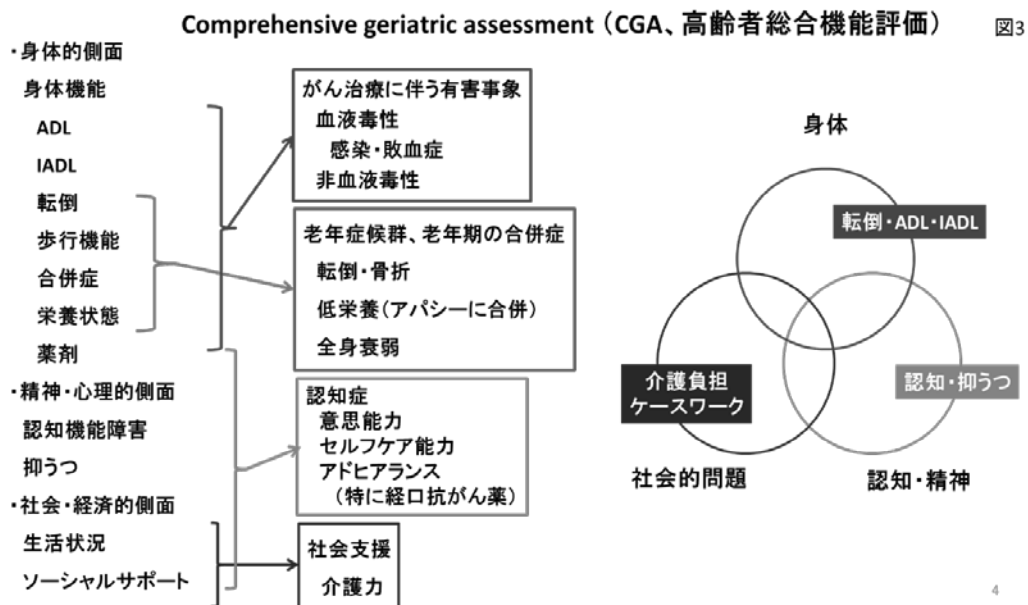 Comprehensive geriatric assessment（CGA、高齢者総合機能評価）
図3
・身体的側面
身体機能
ADL
IADL
転倒
歩行機能
合併症
栄養状態
薬剤
・精神・心理的側面
認知機能障害
抑うつ
・社会・経済的側面
生活状況
ソーシャルサポート
がん治療に伴う有害事象
血液毒性
感染・敗血症
非血液毒性
老年症候群、老年期の合併症
転倒・骨折
低栄養（アパシーに合併）
全身衰弱
認知症
意思能力
セルフケア能力
アドヒアランス
（特に経口抗がん薬）
社会支援
介護力
身体
転倒・ADL・IADL
介護負担
ケースワーク
認知・抑うつ
社会的問題
認知・精神
4